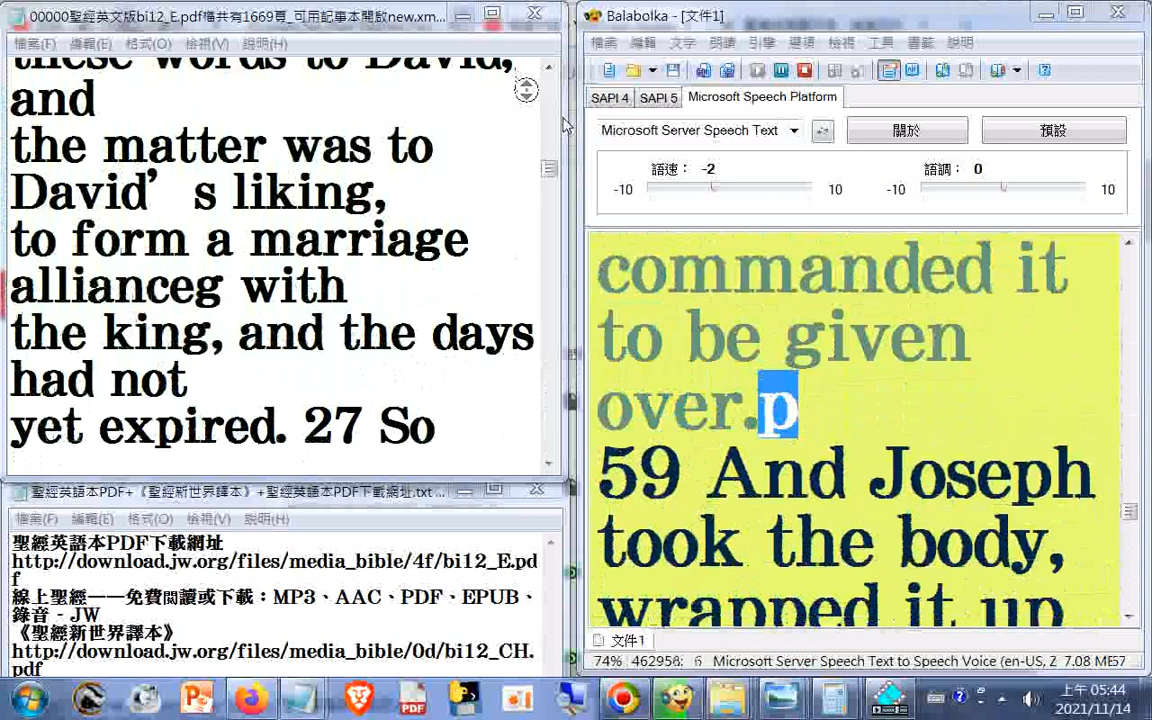 00000聖經英文版bi12_E.pdf檔共有1669頁_可用記事本開啟new.xm...
檔案(F) 編輯(E) 格式(O) 檢視(V) 說明(H)
these words to David,
and
the matter was to
David's liking,
to form a marriage
allianceg with
the king, and the days
had not
yet expired. 27 So
聖經英語本PDF+《聖經新世界譯本》+聖經英語本PDF下載網址.txt ...
檔案(F) 編輯(E) 格式(O) 檢視(V) 說明(H)
聖經英語本PDF下載網址
http://download.jw.org/files/media_bible/4f/bi12_E.pd
f
線上聖經——免費閱讀或下載：MP3、AAC、PDF、EPUB、
錄音 - JW
《聖經新世界譯本》
http://download.jw.org/files/media_bible/0d/bi12_CH.
pdf
Balabolka - [文件1]
檔案 編輯 文字 朗讀 引擎 選項 檢視 工具 書籤 說明
SAPI 4 SAPI 5 Microsoft Speech Platform
Microsoft Server Speech Text 關於 預設
語速： -2 語調： 0
-10 10 -10 10
commanded it
to be given
over.p
59 And Joseph
took the body,
wrapped it up
文件1
74% 462958: 6 Microsoft Server Speech Text to Speech Voice (en-US, Z 7.08 ME57
上午 05:44
2021/11/14